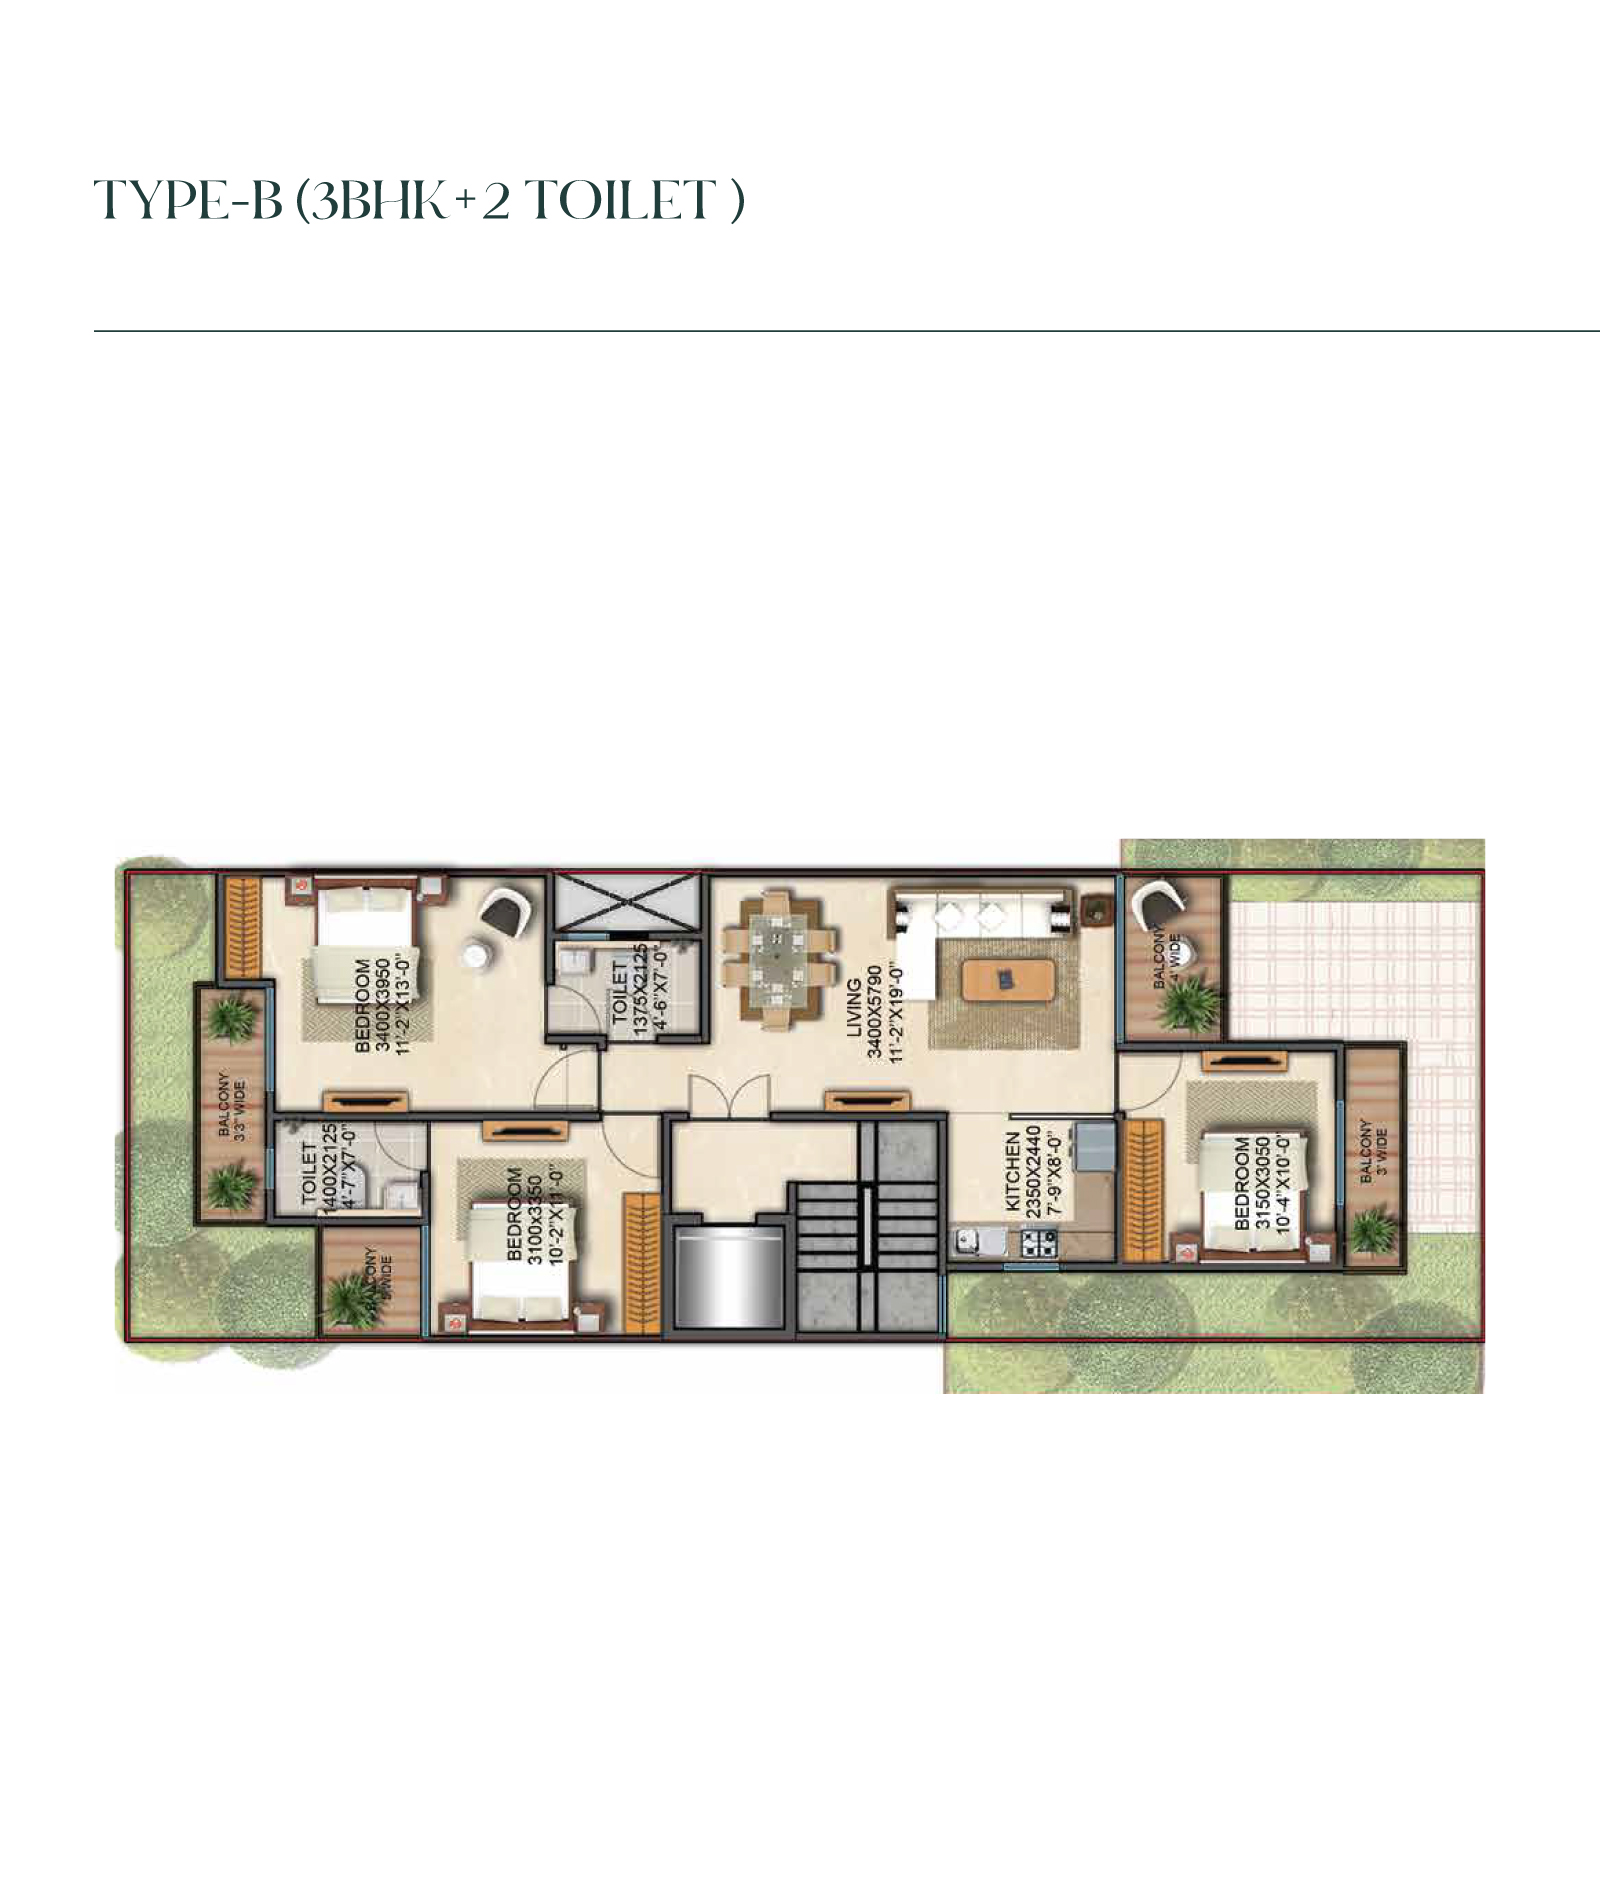 TYPE-B (3BHK+2 TOILET )
BEDROOM
3400X3950
11'-2"X13'-0"
TOILET
1375X2125
4'-6"X7'-0"
LIVING
3400X5790
11'-2"X19'-0"
BALCONY
4' WIDE
BALCONY
3'3" WIDE
TOILET
1400X2125
4'-7"X7'-0"
BEDROOM
3100x3350
10'-2"X11'-0"
KITCHEN
2350X2440
7'-9"X8'-0"
BEDROOM
3150X3050
10'-4"X10'-0"
BALCONY
3' WIDE
BALCONY
WIDE